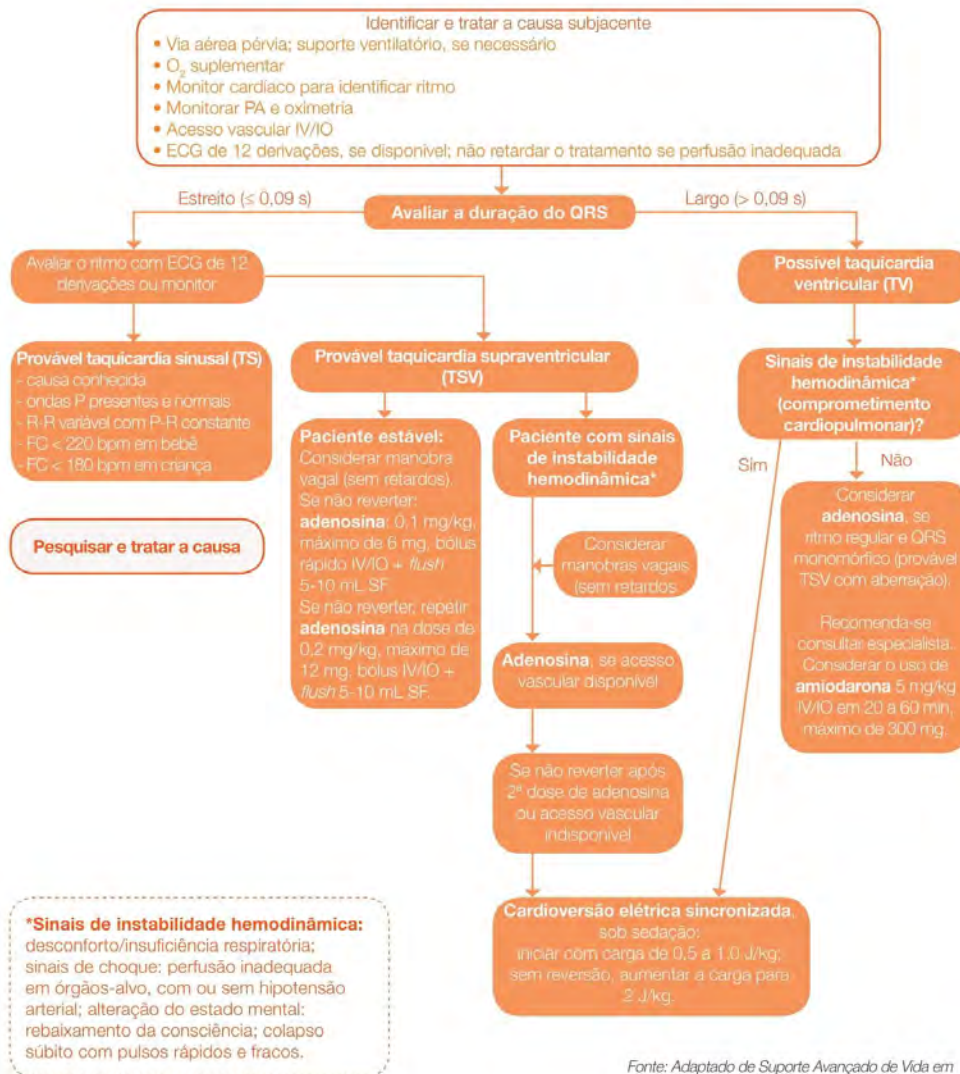 Identificar e tratar a causa subjacente
• Via aérea pérvia; suporte ventilatório, se necessário
• O₂ suplementar
• Monitor cardíaco para identificar ritmo
• Monitorar PA e oximetria
• Acesso vascular IV/IO
• ECG de 12 derivações, se disponivel; não retardar o tratamento se perfusão inadequada
Estreito (≤ 0,09 s)
Avaliar a duração do QRS
Largo (> 0,09 s)
Avaliar o ritmo com ECG de 12
derivações ou monitor
Possível taquicardia
ventricular (TV)
Provável taquicardia sinusal (TS)
- causa conhecida
- ondas P presentes e normais
- R-R variável com P-R constante
- FC < 220 bpm em bebê
- FC < 180 bpm em criança
Pesquisar e tratar a causa
Provável taquicardia supraventricular
(TSV)
Paciente estável:
Considerar manobra
vagal (sem retardos).
Se não reverter:
adenosina: 0,1 mg/kg,
máximo de 6 mg, bólus
rápido IV/IO + flush
5-10 mL SF
Se não reverter, repetir
adenosina na dose de
0,2 mg/kg, máximo de
12 mg, bólus IV/IO +
flush 5-10 mL SF.
Paciente com sinais
de instabilidade
hemodinâmica*
Considerar
manobras vagais
(sem retardos
Adenosina, se acesso
vascular disponível
Se não reverter após
2ª dose de adenosina
ou acesso vascular
indisponível
Sinais de instabilidade
hemodinâmica*
(comprometimento
cardiopulmonar)?
Sim
Não
Considerar
adenosina, se
ritmo regular e QRS
monomórfico (provável
TSV com aberração).
Recomenda-se
consultar especialista.
Considerar o uso de
amiodarona 5 mg/kg
IV/IO em 20 a 60 min,
máximo de 300 mg.
Cardioversão elétrica sincronizada,
sob sedação:
iniciar com carga de 0.5 a 1.0 J/kg;
sem reversão, aumentar a carga para
2 J/kg.
*Sinais de instabilidade hemodinâmica:
desconforto/insuficiência respiratória;
sinais de choque: perfusão inadequada
em órgãos-alvo, com ou sem hipotensão
arterial; alteração do estado mental:
rebaixamento da consciência; colapso
súbito com pulsos rápidos e fracos.
Fonte: Adaptado de Suporte Avançado de Vida em